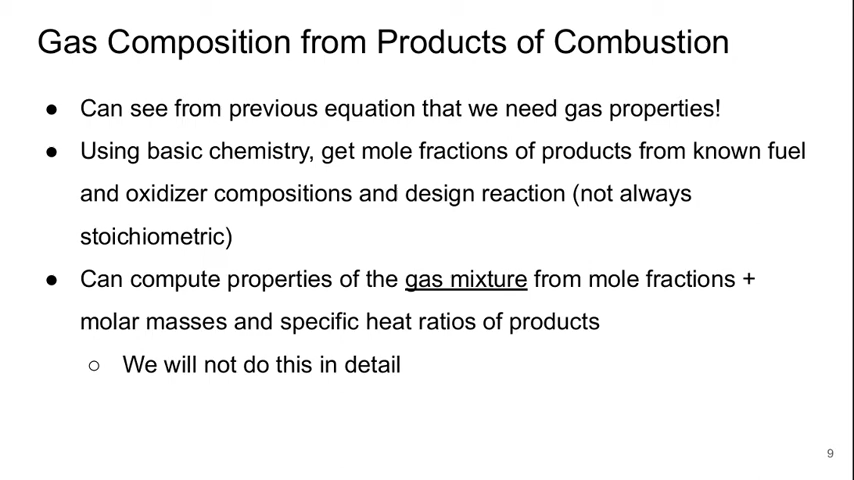 Gas Composition from Products of Combustion
● Can see from previous equation that we need gas properties!
● Using basic chemistry, get mole fractions of products from known fuel
and oxidizer compositions and design reaction (not always
stoichiometric)
● Can compute properties of the gas mixture from mole fractions +
molar masses and specific heat ratios of products
○ We will not do this in detail
9